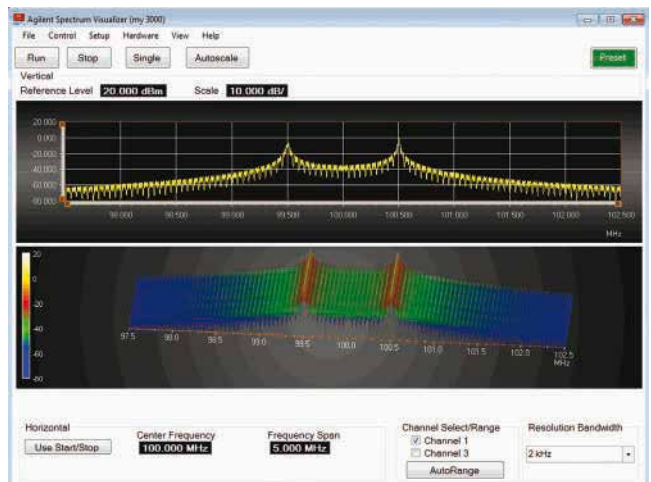 Agilent Spectrum Visualizer (my 3000)
File Control Setup Hardware View Help
Run Stop Single Autoscale Preset
Vertical
Reference Level 20.000 dBm Scale 10.000 dB/
20.000
0.000
-20.000
-40.000
-60.000
-80.000
98.000 98.500 99.000 99.500 100.000 100.500 101.000 101.500 102.000 102.500
MHz
20
0
-20
-40
-60
-80
97.5 98.0 98.5 99.0 99.5 100.0 100.5 101.0 101.5 102.0 102.5
MHz
Horizontal
Use Start/Stop
Center Frequency
100.000 MHz
Frequency Span
5.000 MHz
Channel Select/Range
Channel 1
Channel 3
AutoRange
Resolution Bandwidth
2 kHz